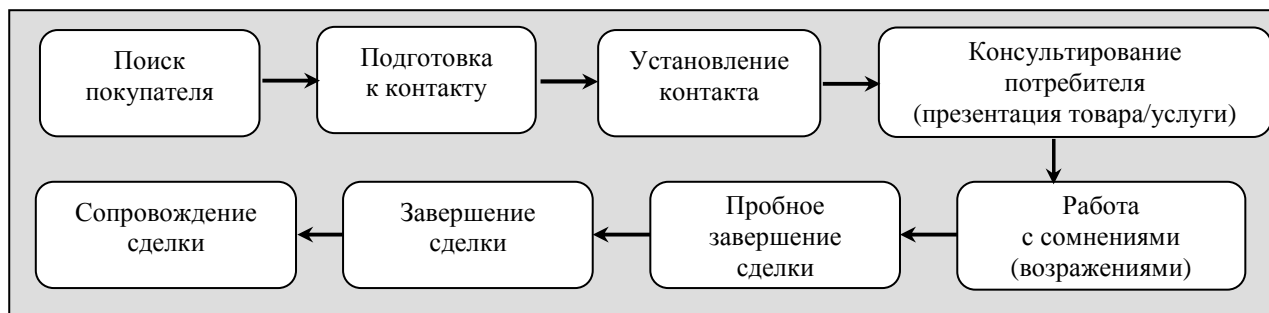 Поиск
покупателя
Подготовка
к контакту
Установление
контакта
Консультирование
потребителя
(презентация товара/услуги)
Работа
с сомнениями
(возражениями)
Пробное
завершение
сделки
Завершение
сделки
Сопровождение
сделки